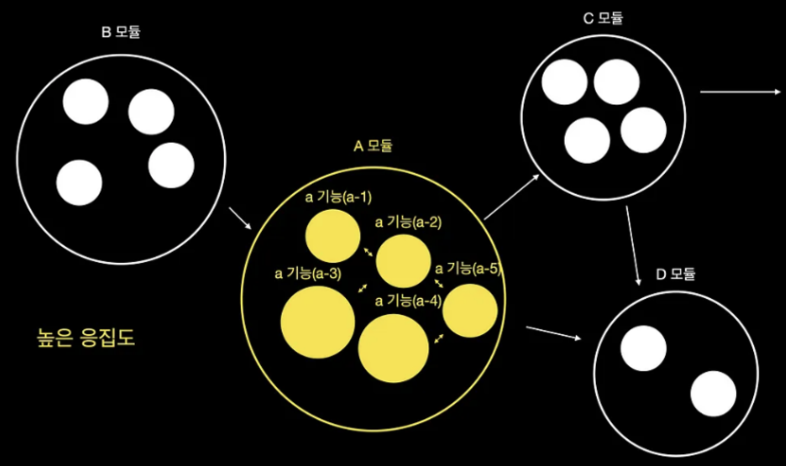 B 모듈
C 모듈
A 모듈
a 기능(a-1)
a 기능(a-2)
a 기능(a-3)
a 기능(a-5)
a 기능(a-4)
D 모듈
높은 응집도